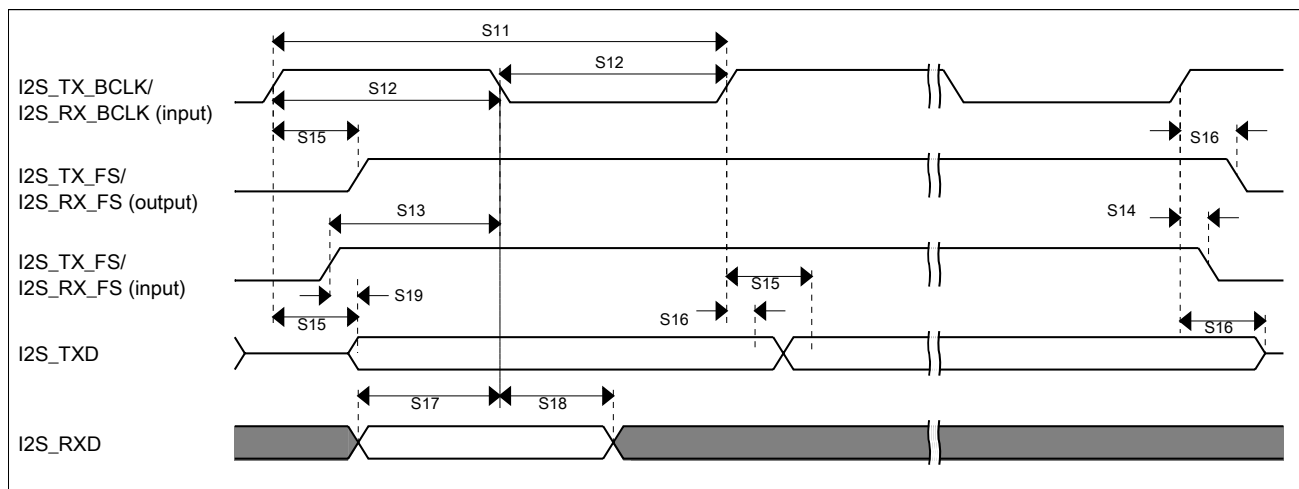 S11
I2S_TX_BCLK/
I2S_RX_BCLK (input)
S12
S12
S15
S16
I2S_TX_FS/
I2S_RX_FS (output)
S13
S14
I2S_TX_FS/
I2S_RX_FS (input)
S15
S19
S15
S16
S16
I2S_TXD
S17
S18
I2S_RXD